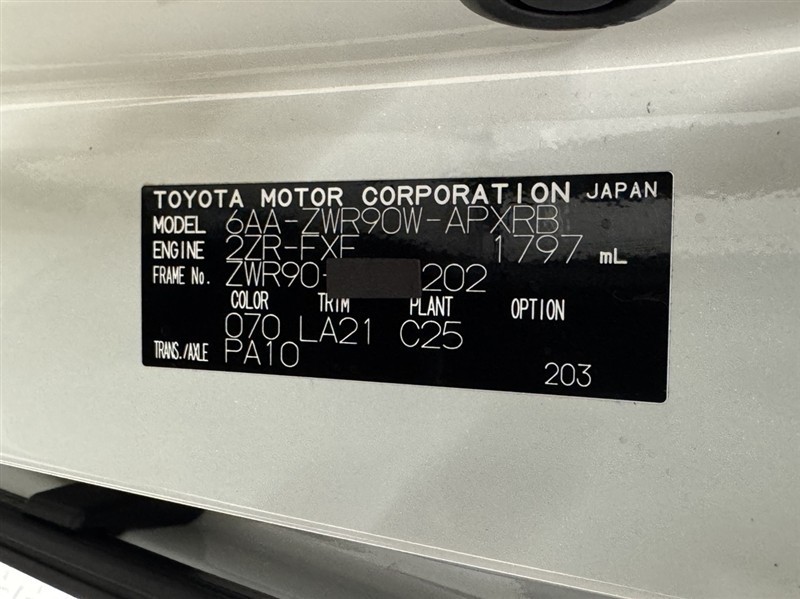 TOYOTA MOTOR CORPORATION JAPAN
MODEL 6AA-ZWR90W-APXRB
ENGINE 2ZR-FXE 1797 mL
FRAME No. ZWR90- 202
COLOR TRIM PLANT OPTION
070 LA21 C25
TRANS./AXLE PA10
203